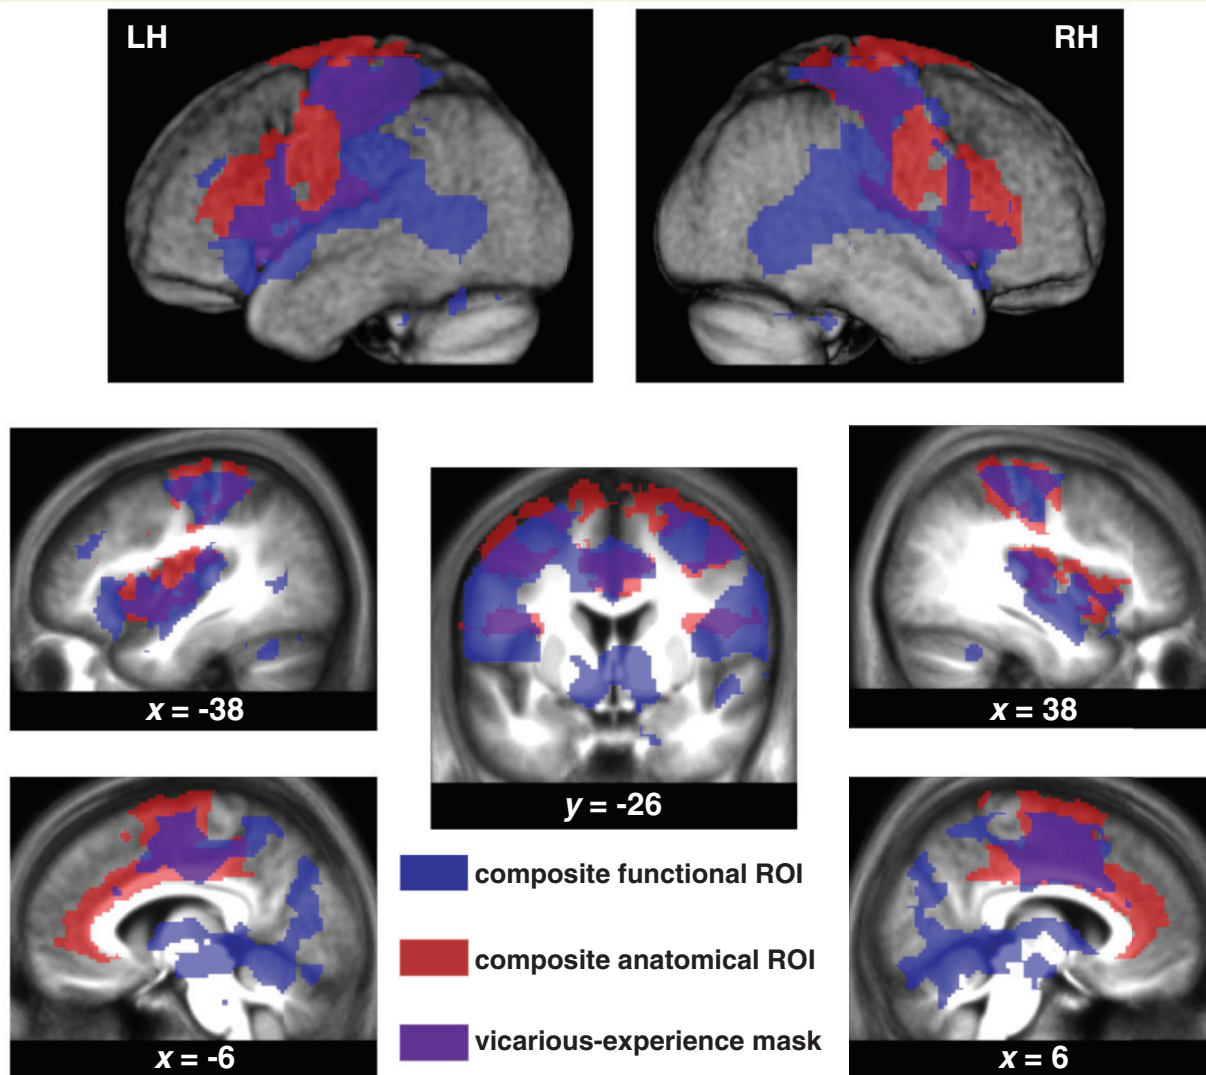 LH
RH
x = -38
x = 38
y = -26
composite functional ROI
composite anatomical ROI
vicarious-experience mask
x = -6
x = 6